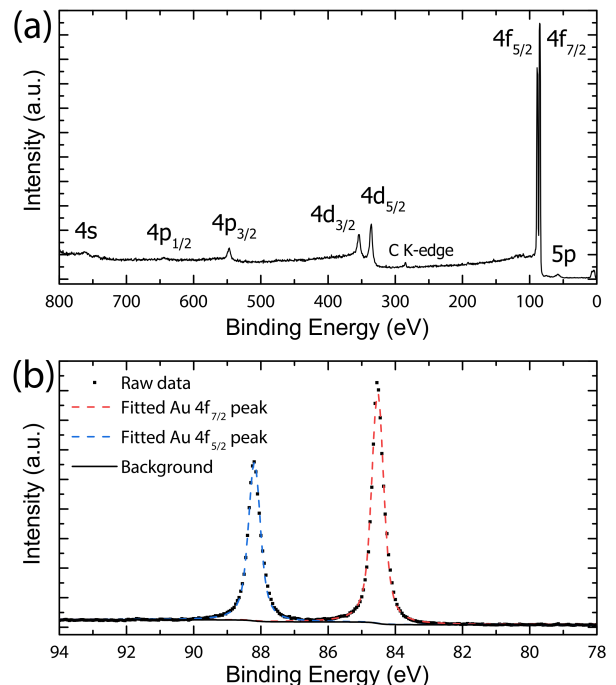 (a)
4f5/2 4f7/2
4s
4p1/2
4p3/2
4d3/2
4d5/2
C K-edge
5p
Intensity (a.u.)
800 700 600 500 400 300 200 100 0
Binding Energy (eV)
(b)
Raw data
Fitted Au 4f7/2 peak
Fitted Au 4f5/2 peak
Background
Intensity (a.u.)
94 92 90 88 86 84 82 80 78
Binding Energy (eV)